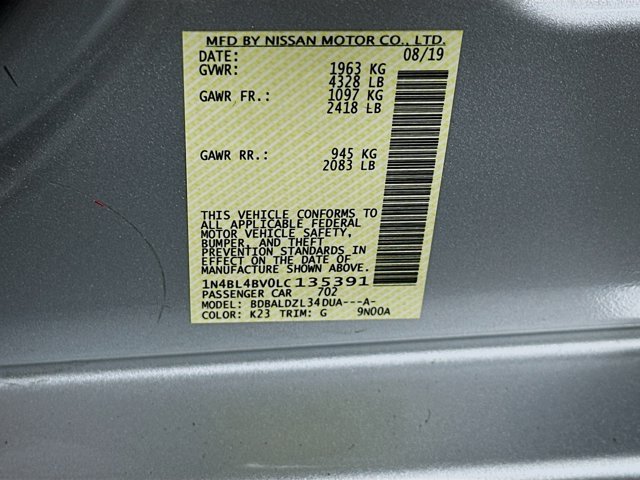 MFD BY NISSAN MOTOR CO., LTD.
DATE: 08/19
GVWR: 1963 KG
4328 LB
GAWR FR.: 1097 KG
2418 LB
GAWR RR.: 945 KG
2083 LB
THIS VEHICLE CONFORMS TO
ALL APPLICABLE FEDERAL
MOTOR VEHICLE SAFETY,
BUMPER, AND THEFT
PREVENTION STANDARDS IN
EFFECT ON THE DATE OF
MANUFACTURE SHOWN ABOVE.
1N4BL4BV0LC135391
PASSENGER CAR 702
MODEL: BDBALDZL34DUA---A-
COLOR: K23 TRIM: G 9N00A